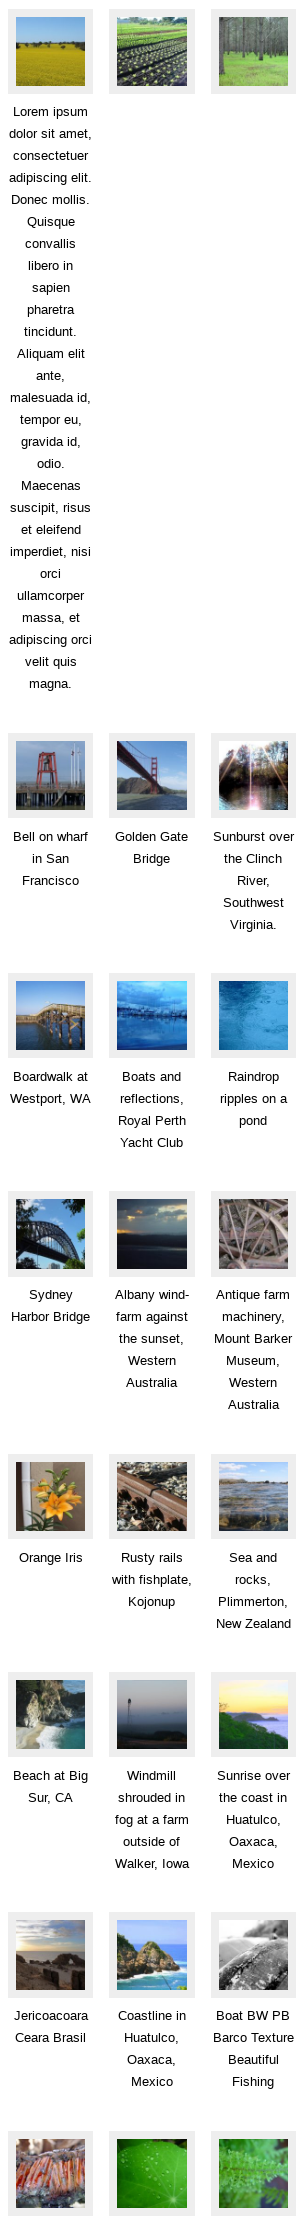 Lorem ipsum
dolor sit amet,
consectetuer
adipiscing elit.
Donec mollis.
Quisque
convallis
libero in
sapien
pharetra
tincidunt.
Aliquam elit
ante,
malesuada id,
tempor eu,
gravida id,
odio.
Maecenas
suscipit, risus
et eleifend
imperdiet, nisi
orci
ullamcorper
massa, et
adipiscing orci
velit quis
magna.
Bell on wharf
in San
Francisco
Golden Gate
Bridge
Sunburst over
the Clinch
River,
Southwest
Virginia.
Boardwalk at
Westport, WA
Boats and
reflections,
Royal Perth
Yacht Club
Raindrop
ripples on a
pond
Sydney
Harbor Bridge
Albany wind-
farm against
the sunset,
Western
Australia
Antique farm
machinery,
Mount Barker
Museum,
Western
Australia
Orange Iris
Rusty rails
with fishplate,
Kojonup
Sea and
rocks,
Plimmerton,
New Zealand
Beach at Big
Sur, CA
Windmill
shrouded in
fog at a farm
outside of
Walker, Iowa
Sunrise over
the coast in
Huatulco,
Oaxaca,
Mexico
Jericoacoara
Ceara Brasil
Coastline in
Huatulco,
Oaxaca,
Mexico
Boat BW PB
Barco Texture
Beautiful
Fishing